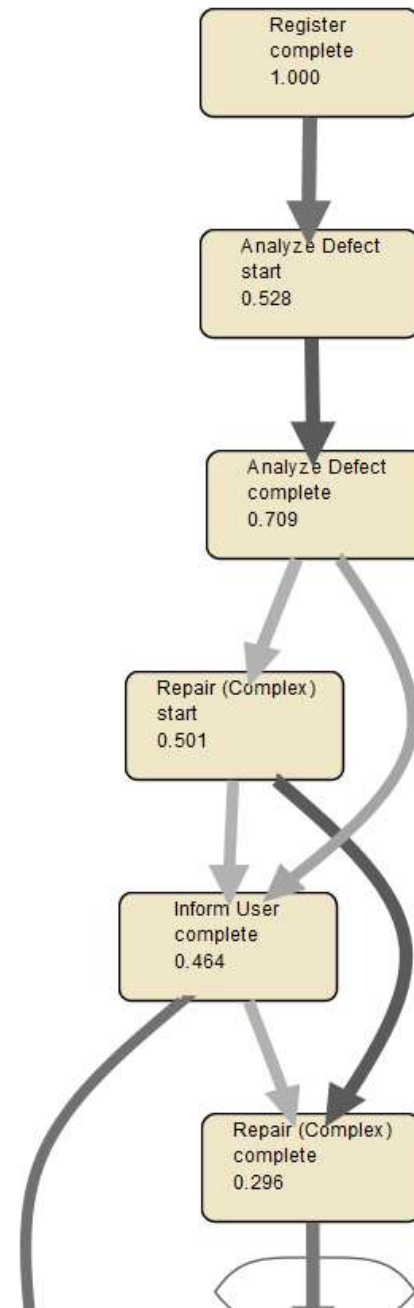 Register
complete
1.000
Analyze Defect
start
0.528
Analyze Defect
complete
0.709
Repair (Complex)
start
0.501
Inform User
complete
0.464
Repair (Complex)
complete
0.296